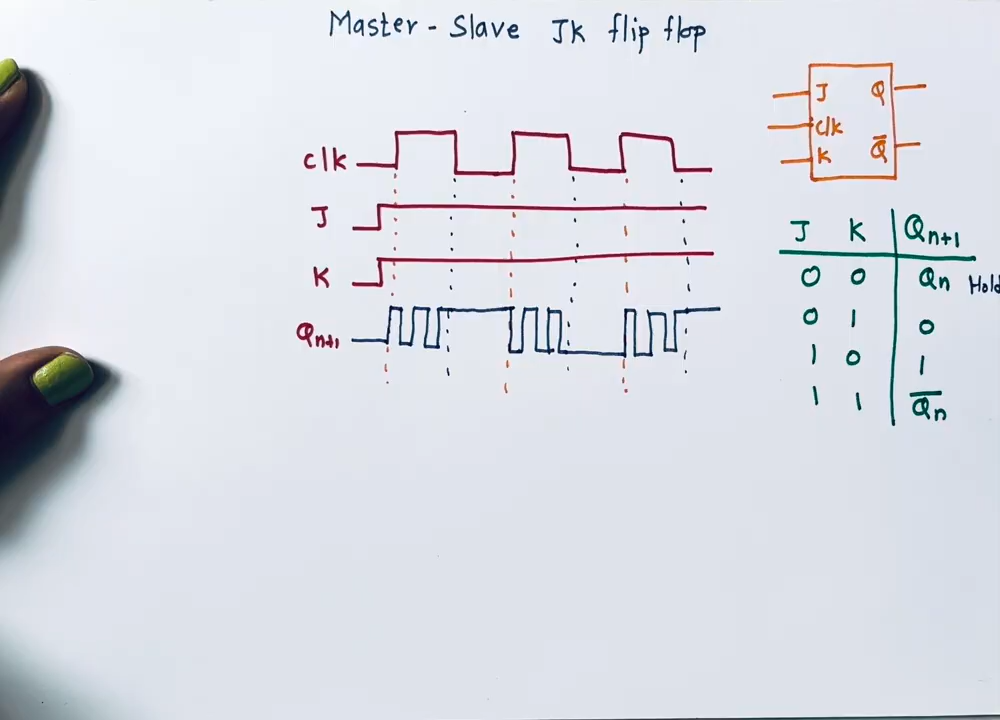 Master - Slave JK flip flop
J Q
clk
K Q̅
clk
J
K
Qn+1
J K Qn+1
0 0 Qn Hold
0 1 0
1 0 1
1 1 Q̅n